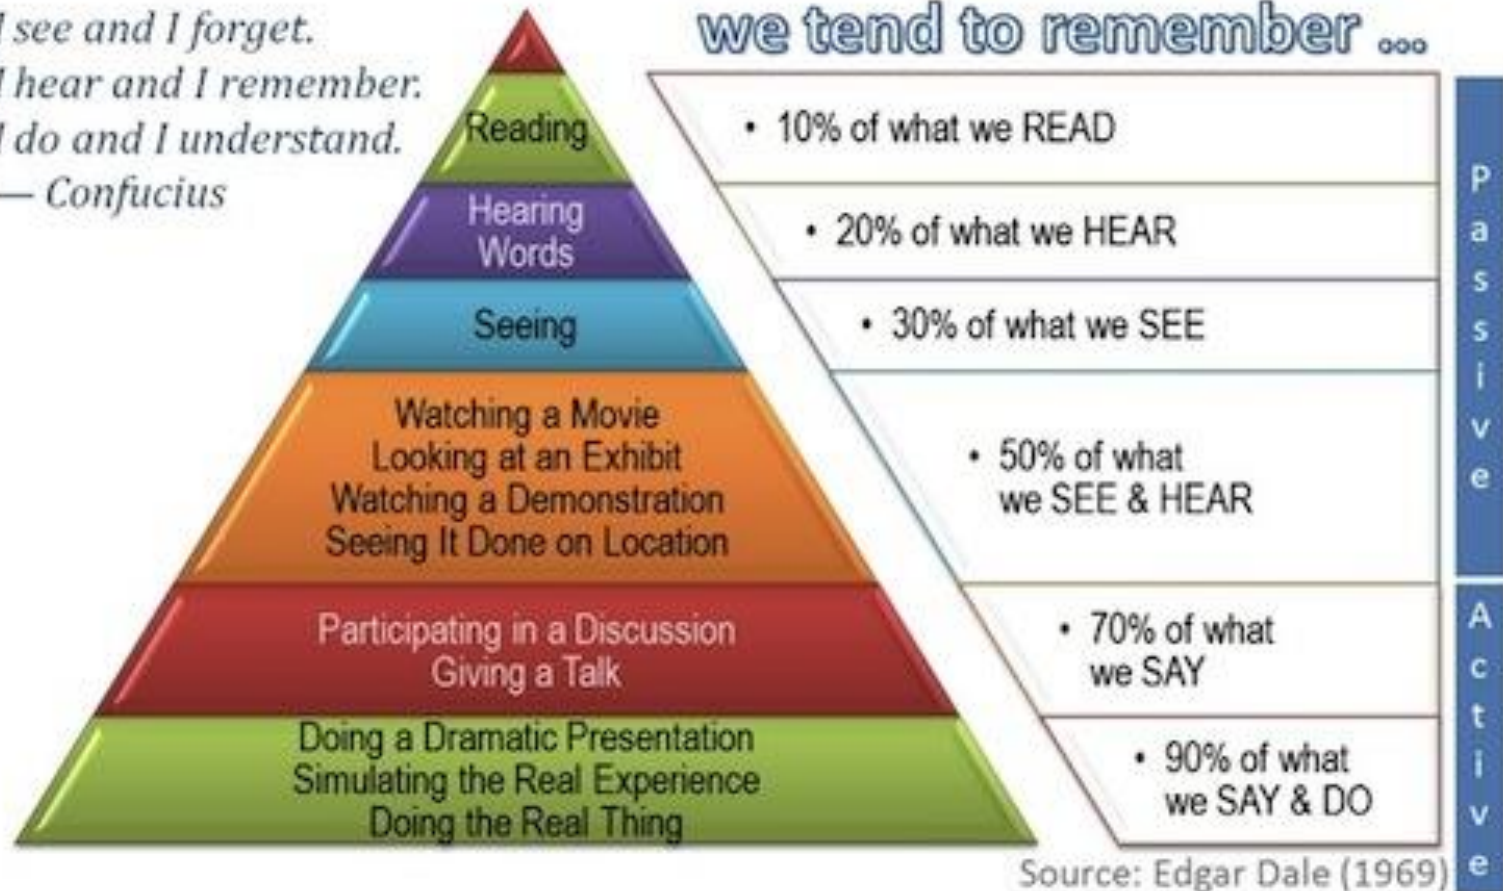 I see and I forget.
I hear and I remember.
I do and I understand.
— Confucius
we tend to remember ...
Reading
• 10% of what we READ
Hearing
Words
• 20% of what we HEAR
Seeing
• 30% of what we SEE
Watching a Movie
Looking at an Exhibit
Watching a Demonstration
Seeing It Done on Location
• 50% of what
we SEE & HEAR
Participating in a Discussion
Giving a Talk
• 70% of what
we SAY
Doing a Dramatic Presentation
Simulating the Real Experience
Doing the Real Thing
• 90% of what
we SAY & DO
Passive
Active
Source: Edgar Dale (1969)